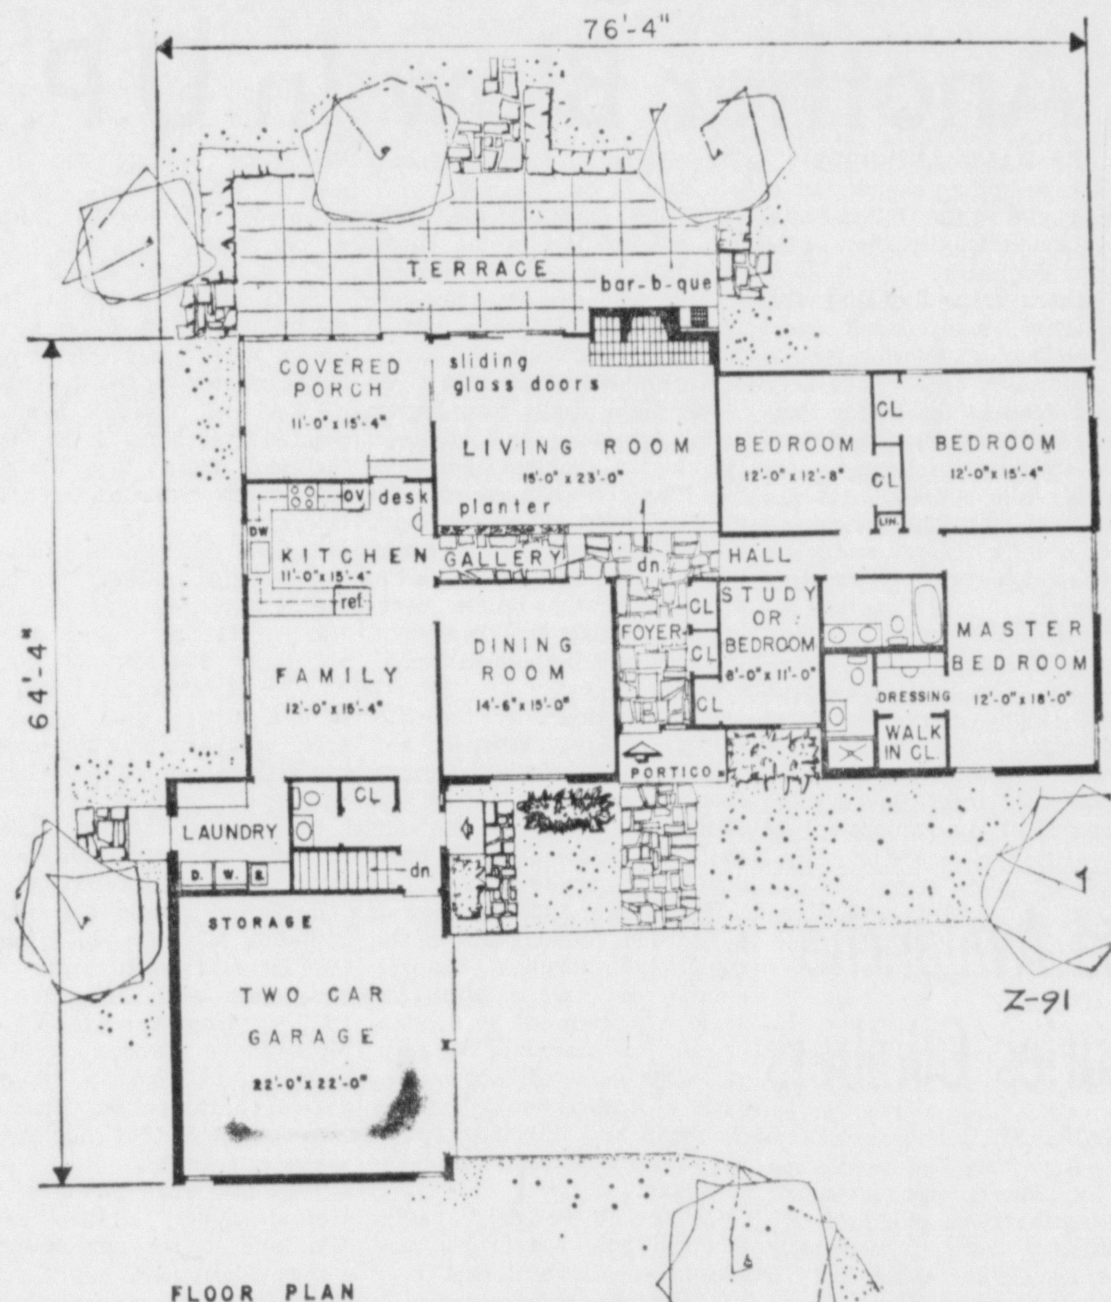 76'-4"
TERRACE
bar-b-que
COVERED
PORCH
11'-0" x 15'-4"
sliding
glass doors
LIVING ROOM
15'-0" x 23'-0"
planter
BEDROOM
12'-0" x 12'-8"
CL
CL
LIN.
BEDROOM
12'-0" x 15'-4"
OV
desk
DW
KITCHEN
11'-0" x 15'-4"
ref.
GALLERY
dn.
HALL
FOYER
CL
CL
CL
STUDY
OR
BEDROOM
8'-0" x 11'-0"
MASTER
BEDROOM
12'-0" x 18'-0"
DRESSING
WALK
IN CL.
64'-4"
FAMILY
12'-0" x 15'-4"
DINING
ROOM
14'-6" x 15'-0"
PORTICO
CL
LAUNDRY
D.
W.
dn.
STORAGE
TWO CAR
GARAGE
22'-0" x 22'-0"
Z-91
FLOOR PLAN